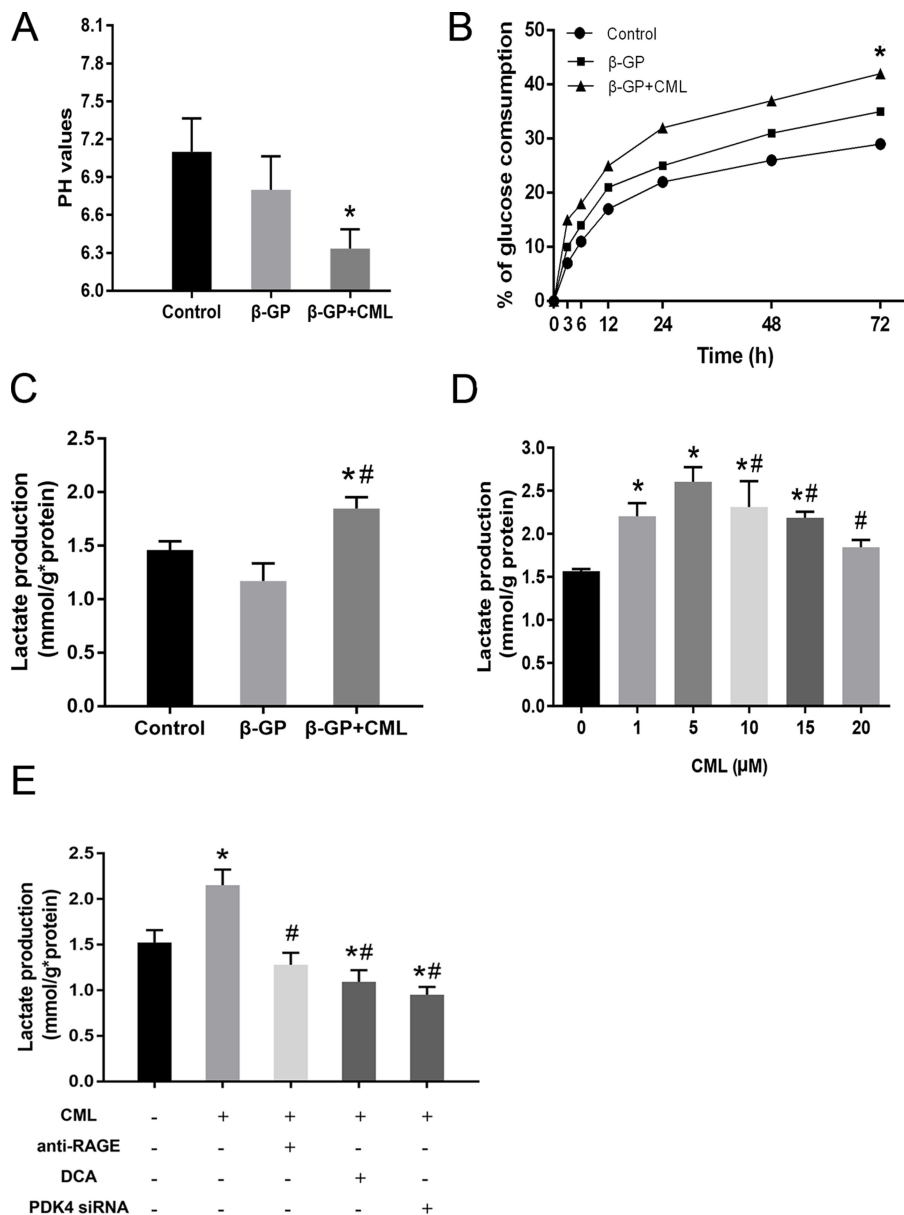 A
8.1
7.8
7.5
7.2
6.9
6.6
6.3
6.0
PH values
*
Control β-GP β-GP+CML
B
50
40
30
20
10
0
% of glucose comsumption
Control
β-GP
β-GP+CML
*
0 3 6 12 24 48 72
Time (h)
C
2.5
2.0
1.5
1.0
0.5
0.0
Lactate production
(mmol/g*protein)
*#
Control β-GP β-GP+CML
D
3.0
2.5
2.0
1.5
1.0
0.5
0.0
Lactate production
(mmol/g protein)
* * *# *# #
0 1 5 10 15 20
CML (μM)
E
2.5
2.0
1.5
1.0
0.5
0.0
Lactate production
(mmol/g*protein)
* # *# *#
CML - + + + +
anti-RAGE - - + - -
DCA - - - + -
PDK4 siRNA - - - - +